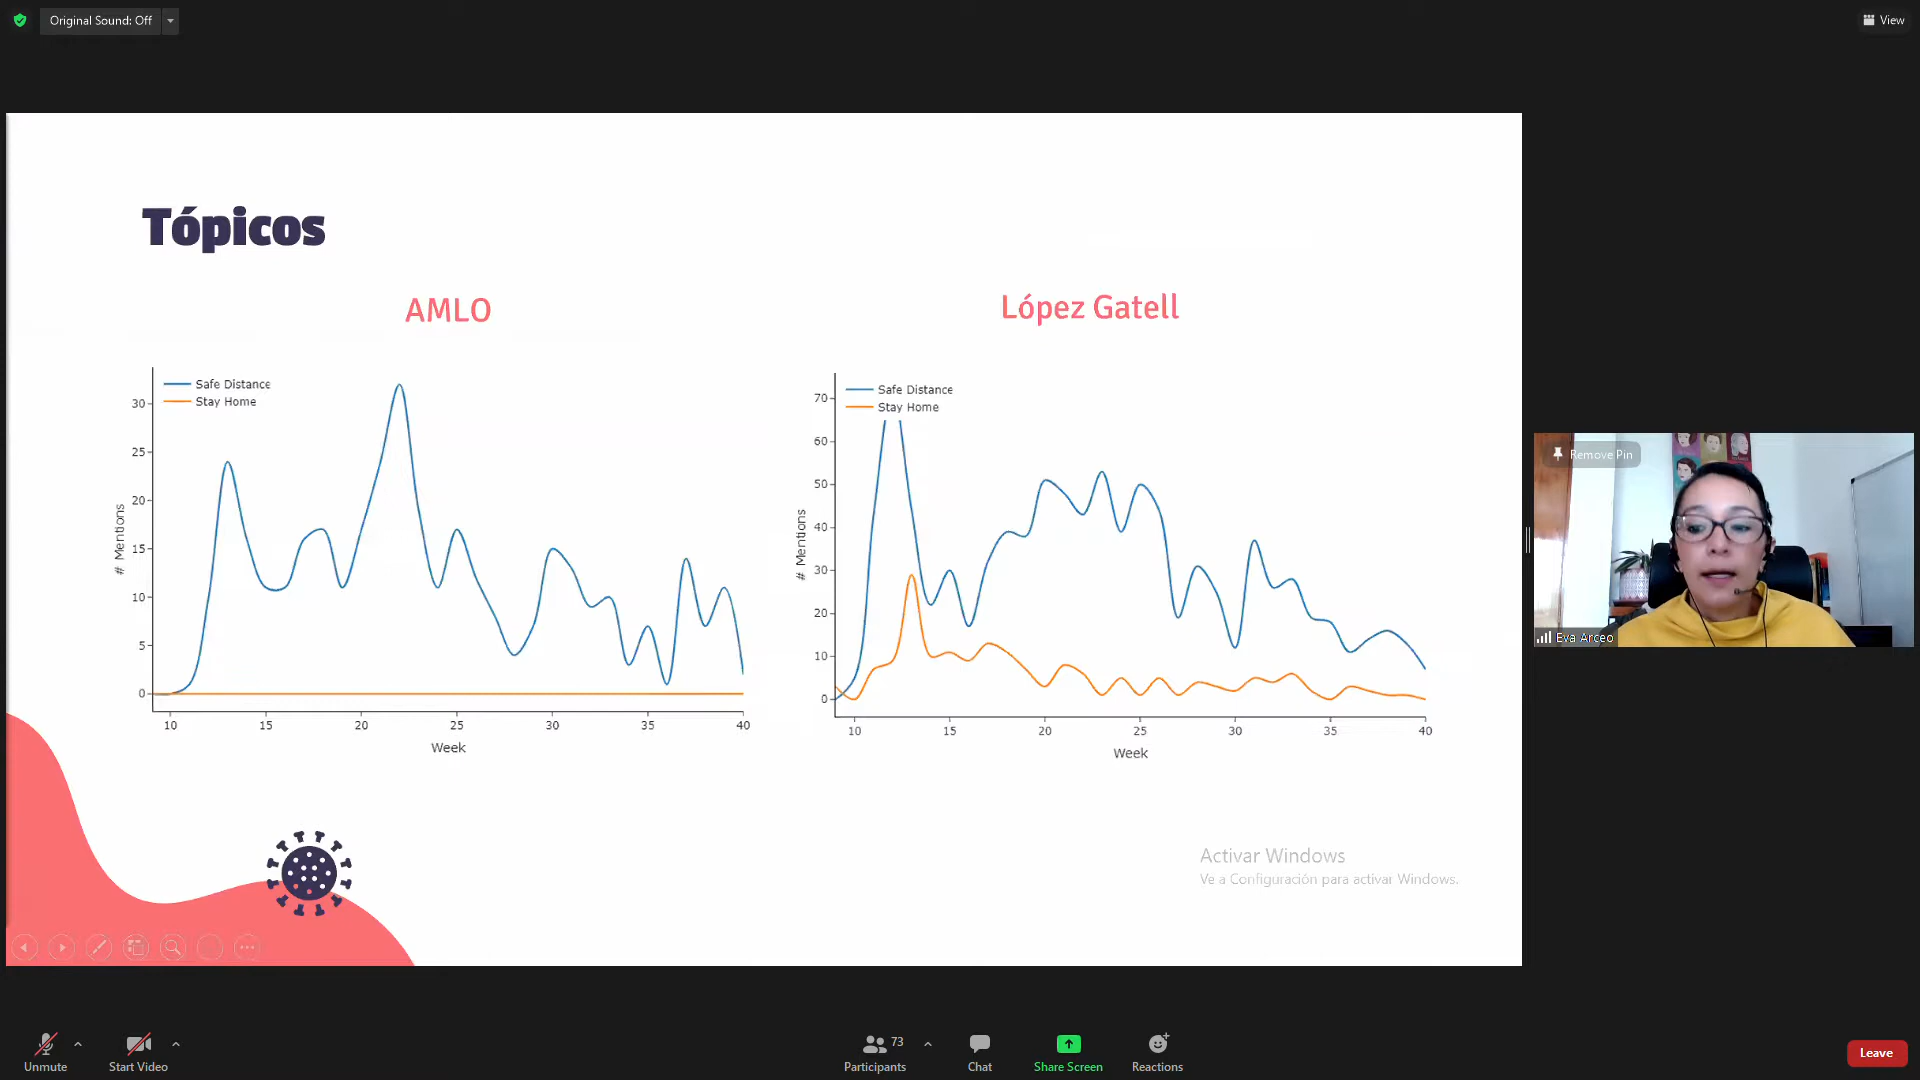 Original Sound: Off
View
Tópicos
AMLO
López Gatell
Safe Distance
Stay Home
30
25
20
15
10
5
0
# Mentions
10 15 20 25 30 35 40
Week
Safe Distance
Stay Home
70
60
50
40
30
20
10
0
# Mentions
10 15 20 25 30 35 40
Week
Remove Pin
Eva Arceo
Activar Windows
Ve a Configuración para activar Windows.
Unmute
Start Video
73
Participants
Chat
Share Screen
Reactions
Leave